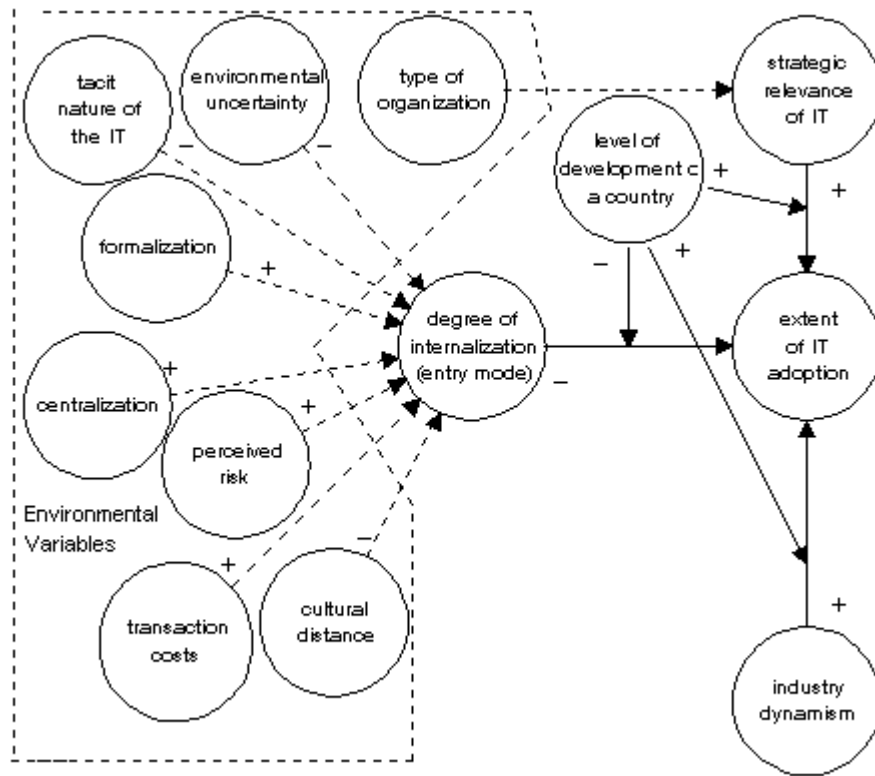 tacit
nature of
the IT
environmental
uncertainty
type of
organization
strategic
relevance
of IT
level of
development c
a country
formalization
degree of
internalization
(entry mode)
extent
of IT
adoption
centralization
perceived
risk
Environmental
Variables
transaction
costs
cultural
distance
industry
dynamism
−
−
+
+
+
+
−
−
+
+
+
−
+
+